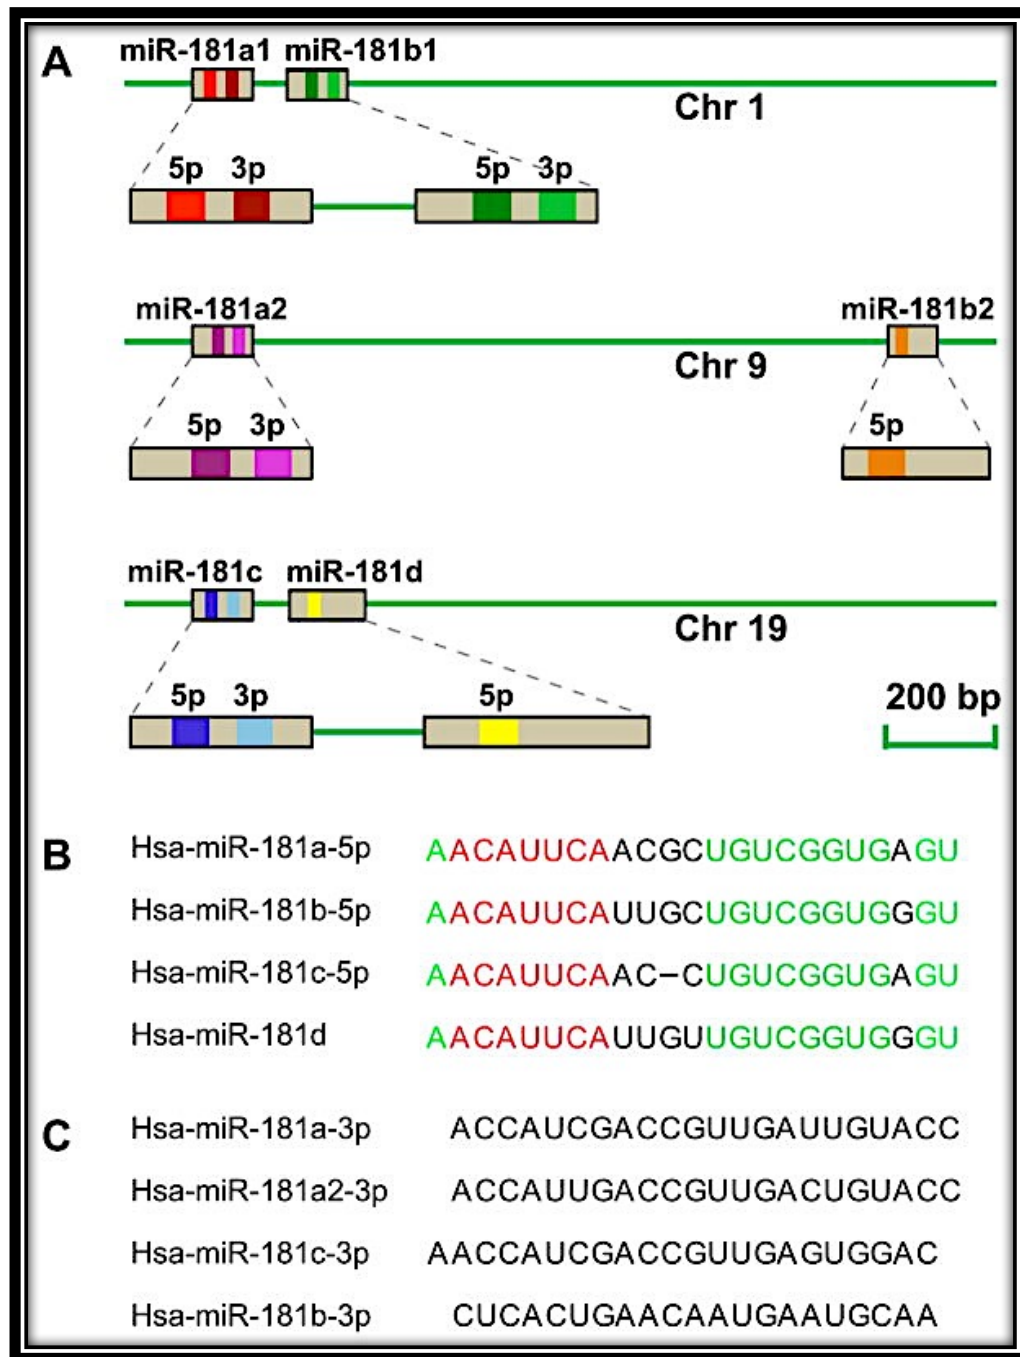 A
miR-181a1 miR-181b1
Chr 1
5p 3p 5p 3p
miR-181a2 miR-181b2
Chr 9
5p 3p 5p
miR-181c miR-181d
Chr 19
5p 3p 5p
200 bp
B
Hsa-miR-181a-5p AACAUUCAACGCUGUCGGUGAGU
Hsa-miR-181b-5p AACAUUCAUUGCUGUCGGUGGGU
Hsa-miR-181c-5p AACAUUCAAC–CUGUCGGUGAGU
Hsa-miR-181d AACAUUCAUUGUUGUCGGUGGGU
C
Hsa-miR-181a-3p ACCAUCGACCGUUGAUUGUACC
Hsa-miR-181a2-3p ACCAUUGACCGUUGACUGUACC
Hsa-miR-181c-3p AACCAUCGACCGUUGAGUGGAC
Hsa-miR-181b-3p CUCACUGAACAAUGAAUGCAA